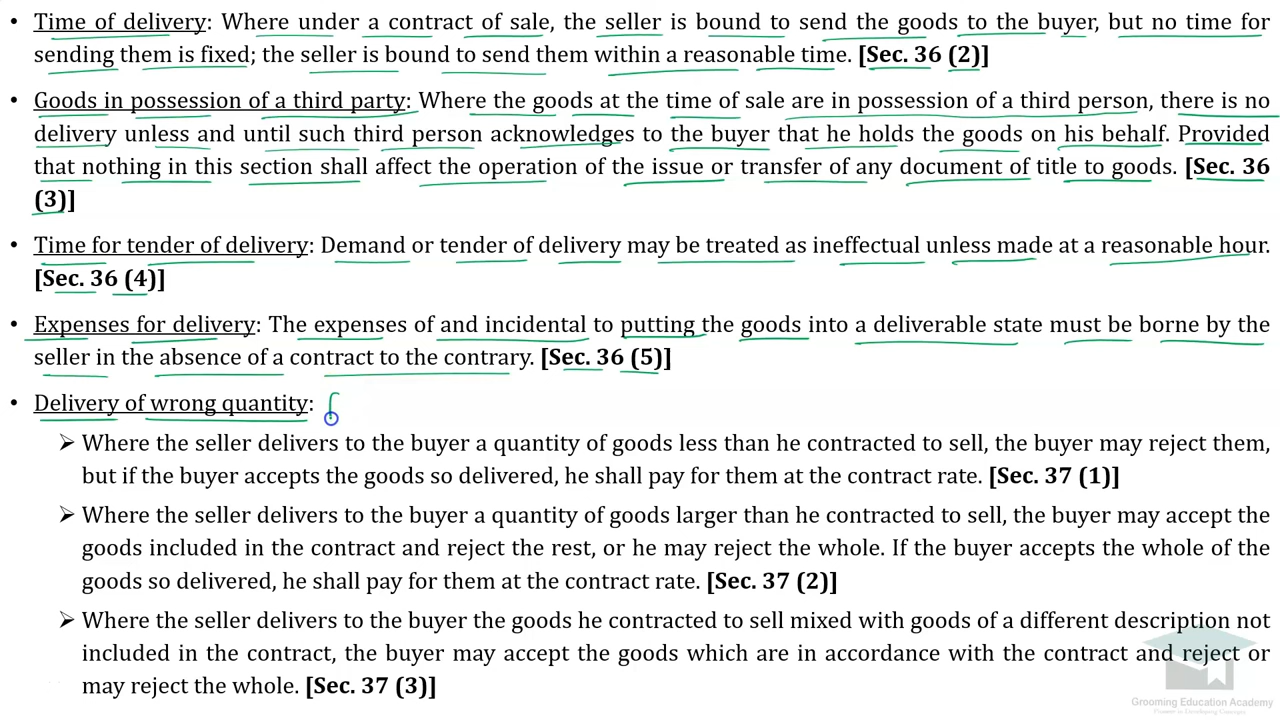 • Time of delivery: Where under a contract of sale, the seller is bound to send the goods to the buyer, but no time for
sending them is fixed; the seller is bound to send them within a reasonable time. [Sec. 36 (2)]
• Goods in possession of a third party: Where the goods at the time of sale are in possession of a third person, there is no
delivery unless and until such third person acknowledges to the buyer that he holds the goods on his behalf. Provided
that nothing in this section shall affect the operation of the issue or transfer of any document of title to goods. [Sec. 36
(3)]
• Time for tender of delivery: Demand or tender of delivery may be treated as ineffectual unless made at a reasonable hour.
[Sec. 36 (4)]
• Expenses for delivery: The expenses of and incidental to putting the goods into a deliverable state must be borne by the
seller in the absence of a contract to the contrary. [Sec. 36 (5)]
• Delivery of wrong quantity:
➢ Where the seller delivers to the buyer a quantity of goods less than he contracted to sell, the buyer may reject them,
but if the buyer accepts the goods so delivered, he shall pay for them at the contract rate. [Sec. 37 (1)]
➢ Where the seller delivers to the buyer a quantity of goods larger than he contracted to sell, the buyer may accept the
goods included in the contract and reject the rest, or he may reject the whole. If the buyer accepts the whole of the
goods so delivered, he shall pay for them at the contract rate. [Sec. 37 (2)]
➢ Where the seller delivers to the buyer the goods he contracted to sell mixed with goods of a different description not
included in the contract, the buyer may accept the goods which are in accordance with the contract and reject or
may reject the whole. [Sec. 37 (3)]
Grooming Education Academy